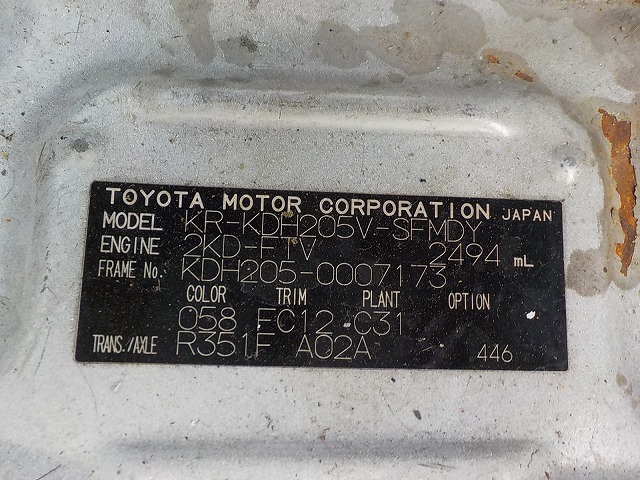 TOYOTA MOTOR CORPORATION JAPAN
MODEL KR-KDH205V-SFMDY
ENGINE 2KD-FTV 2494 mL
FRAME No. KDH205-0007173
COLOR TRIM PLANT OPTION
058 FC12 C31
TRANS./AXLE R351F A02A 446